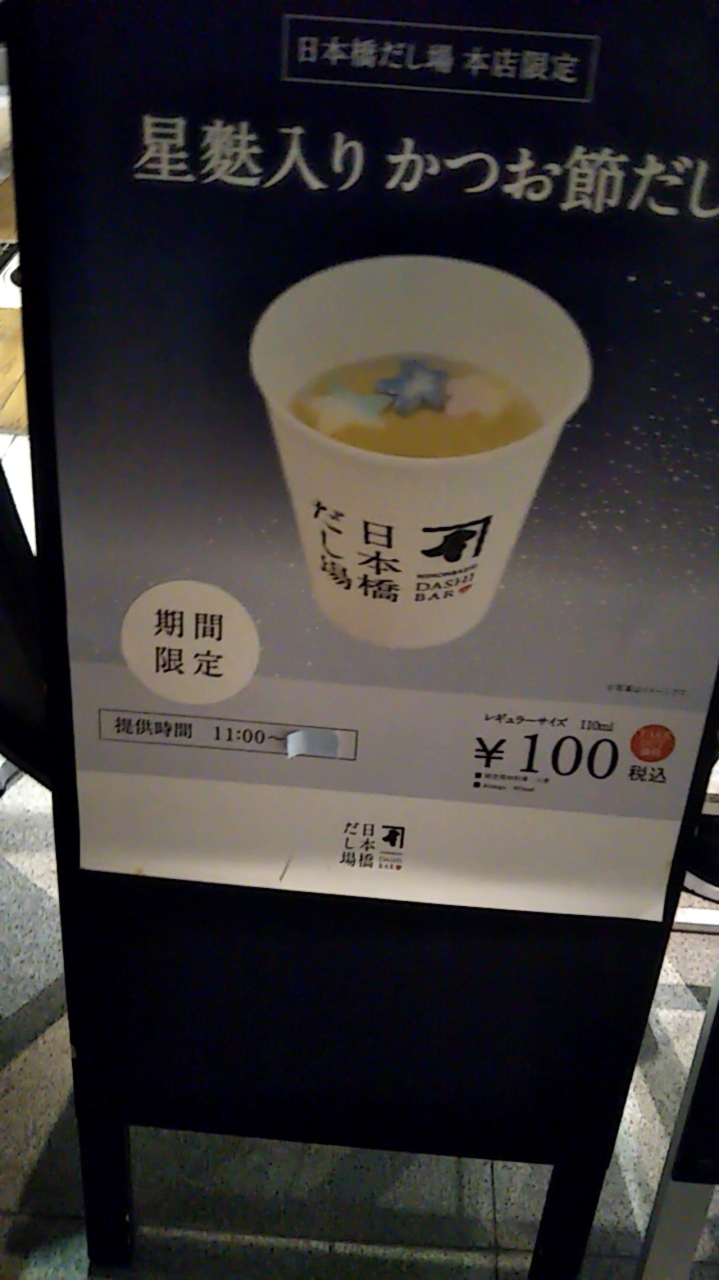 日本橋だし場 本店限定
星麩入り かつお節だし
日本橋
だし場
NIHONBASHI
DASHI
BAR
期間
限定
提供時間 11:00~
レギュラーサイズ 110ml
¥100
税込
日本橋
だし場